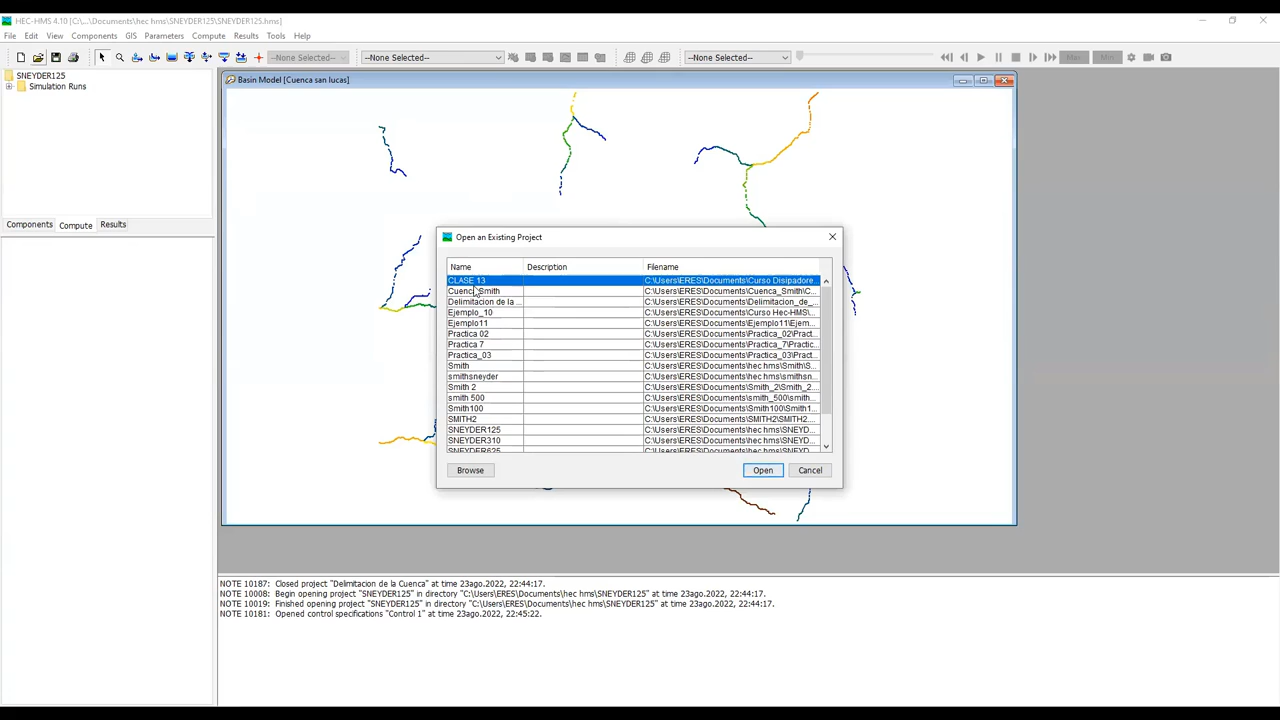 HEC-HMS 4.10 [C:\...\Documents\hec hms\SNEYDER125\SNEYDER125.hms]
File Edit View Components GIS Parameters Compute Results Tools Help
--None Selected-- --None Selected-- --None Selected--
SNEYDER125
Simulation Runs
Components Compute Results
Basin Model [Cuenca san lucas]
Open an Existing Project
Name Description Filename
CLASE 13 C:\Users\ERES\Documents\Curso Disipadore...
Cuenca_Smith C:\Users\ERES\Documents\Cuenca_Smith\C...
Delimitacion de la ... C:\Users\ERES\Documents\Delimitacion_de_...
Ejemplo_10 C:\Users\ERES\Documents\Curso Hec-HMS\...
Ejemplo11 C:\Users\ERES\Documents\Ejemplo11\Ejem...
Practica 02 C:\Users\ERES\Documents\Practica_02\Pract...
Practica 7 C:\Users\ERES\Documents\Practica_7\Practic...
Practica_03 C:\Users\ERES\Documents\Practica_03\Pract...
Smith C:\Users\ERES\Documents\hec hms\Smith\S...
smithsneyder C:\Users\ERES\Documents\hec hms\smithsn...
Smith 2 C:\Users\ERES\Documents\Smith_2\Smith_2...
smith 500 C:\Users\ERES\Documents\smith_500\smith...
Smith100 C:\Users\ERES\Documents\Smith100\Smith1...
SMITH2 C:\Users\ERES\Documents\SMITH2\SMITH2...
SNEYDER125 C:\Users\ERES\Documents\hec hms\SNEYD...
SNEYDER310 C:\Users\ERES\Documents\hec hms\SNEYD...
SNEYDER625 C:\Users\ERES\Documents\hec hms\SNEYD...
Browse Open Cancel
NOTE 10187: Closed project "Delimitacion de la Cuenca" at time 23ago.2022, 22:44:17.
NOTE 10008: Begin opening project "SNEYDER125" in directory "C:\Users\ERES\Documents\hec hms\SNEYDER125" at time 23ago.2022, 22:44:17.
NOTE 10019: Finished opening project "SNEYDER125" in directory "C:\Users\ERES\Documents\hec hms\SNEYDER125" at time 23ago.2022, 22:44:17.
NOTE 10181: Opened control specifications "Control 1" at time 23ago.2022, 22:45:22.